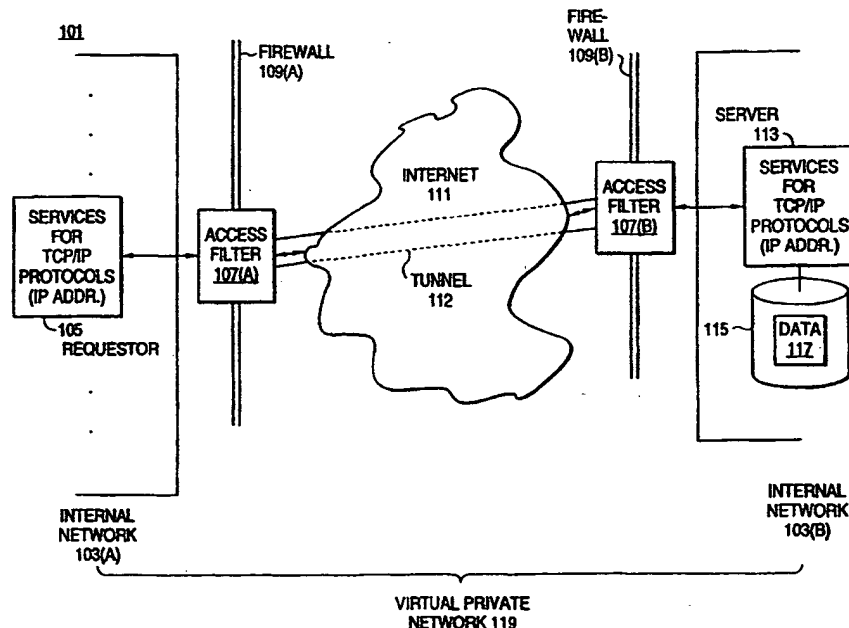 101
FIREWALL
109(A)
FIRE-
WALL
109(B)
SERVER
113
SERVICES
FOR
TCP/IP
PROTOCOLS
(IP ADDR.)
INTERNET
111
ACCESS
FILTER
107(B)
SERVICES
FOR
TCP/IP
PROTOCOLS
(IP ADDR.)
ACCESS
FILTER
107(A)
TUNNEL
112
105
REQUESTOR
115
DATA
117
INTERNAL
NETWORK
103(A)
INTERNAL
NETWORK
103(B)
VIRTUAL PRIVATE
NETWORK 119